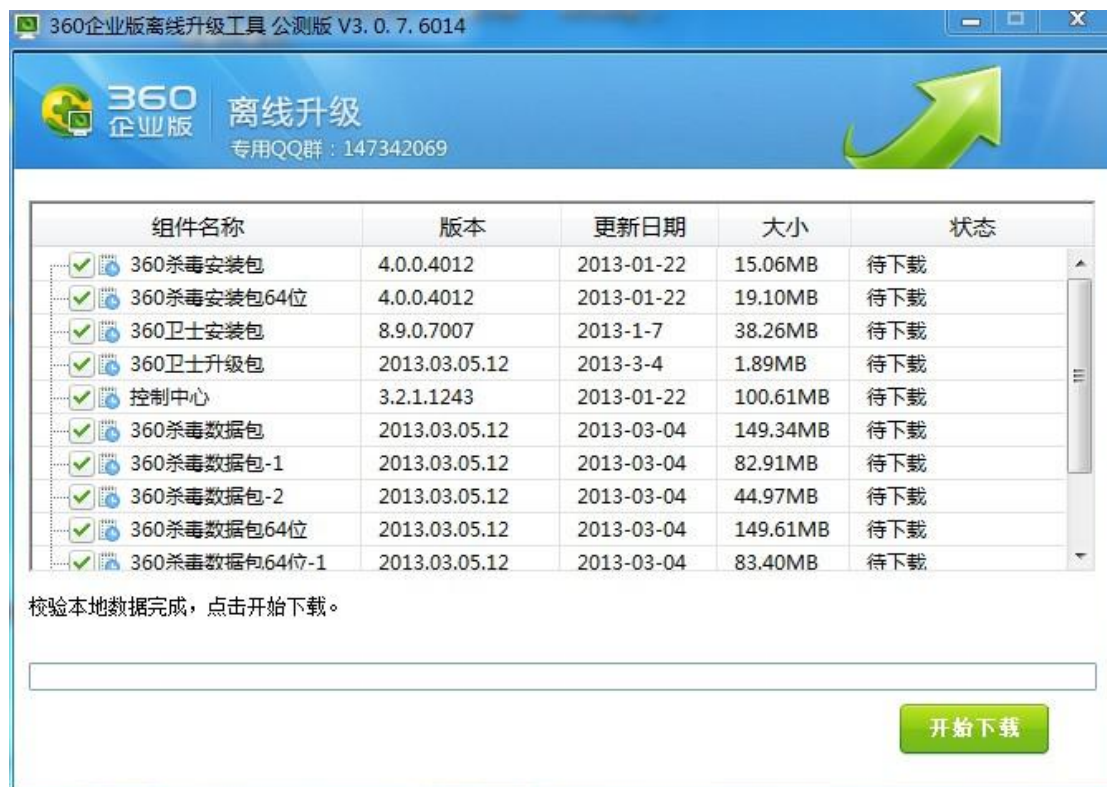 360企业版离线升级工具 公测版 V3. 0. 7. 6014
360
企业版
离线升级
专用QQ群：147342069
组件名称 版本 更新日期 大小 状态
360杀毒安装包 4.0.0.4012 2013-01-22 15.06MB 待下载
360杀毒安装包64位 4.0.0.4012 2013-01-22 19.10MB 待下载
360卫士安装包 8.9.0.7007 2013-1-7 38.26MB 待下载
360卫士升级包 2013.03.05.12 2013-3-4 1.89MB 待下载
控制中心 3.2.1.1243 2013-01-22 100.61MB 待下载
360杀毒数据包 2013.03.05.12 2013-03-04 149.34MB 待下载
360杀毒数据包-1 2013.03.05.12 2013-03-04 82.91MB 待下载
360杀毒数据包-2 2013.03.05.12 2013-03-04 44.97MB 待下载
360杀毒数据包64位 2013.03.05.12 2013-03-04 149.61MB 待下载
360杀毒数据包64位-1 2013.03.05.12 2013-03-04 83.40MB 待下载
校验本地数据完成，点击开始下载。
开始下载